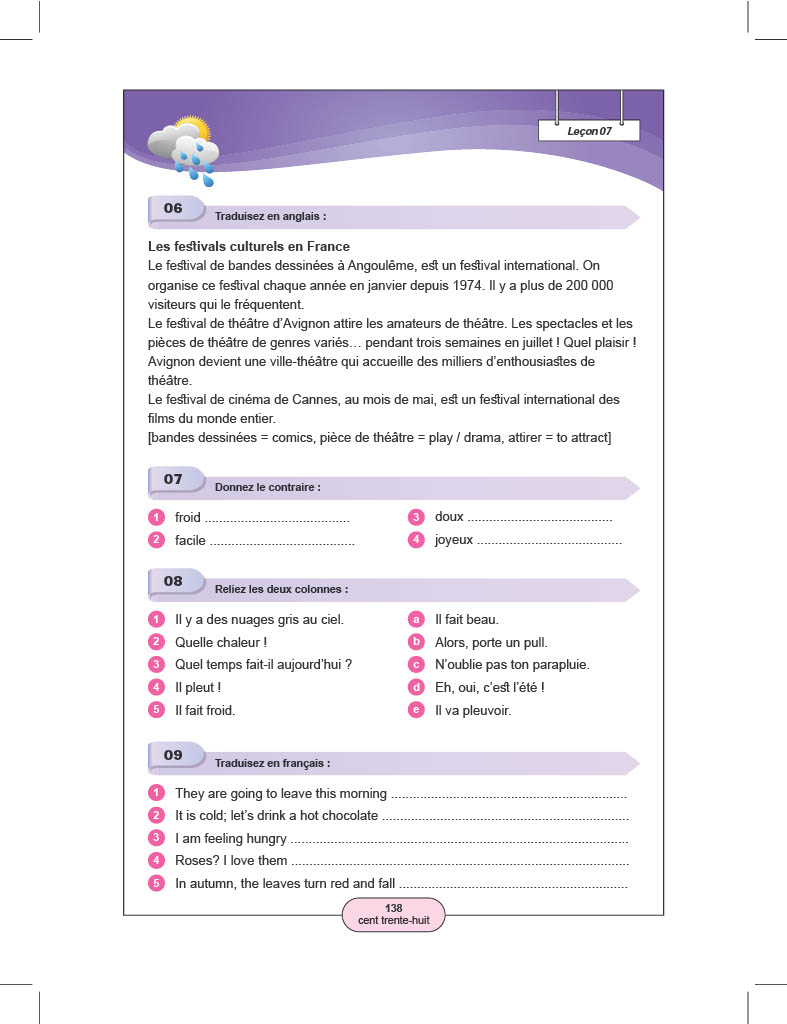 Leçon 07
06
Traduisez en anglais :
Les festivals culturels en France
Le festival de bandes dessinées à Angoulême, est un festival international. On
organise ce festival chaque année en janvier depuis 1974. Il y a plus de 200 000
visiteurs qui le fréquentent.
Le festival de théâtre d’Avignon attire les amateurs de théâtre. Les spectacles et les
pièces de théâtre de genres variés… pendant trois semaines en juillet ! Quel plaisir !
Avignon devient une ville-théâtre qui accueille des milliers d’enthousiastes de
théâtre.
Le festival de cinéma de Cannes, au mois de mai, est un festival international des
films du monde entier.
[bandes dessinées = comics, pièce de théâtre = play / drama, attirer = to attract]
07
Donnez le contraire :
1 froid ........................................
2 facile ........................................
3 doux ........................................
4 joyeux ........................................
08
Reliez les deux colonnes :
1 Il y a des nuages gris au ciel.
2 Quelle chaleur !
3 Quel temps fait-il aujourd’hui ?
4 Il pleut !
5 Il fait froid.
a Il fait beau.
b Alors, porte un pull.
c N’oublie pas ton parapluie.
d Eh, oui, c’est l’été !
e Il va pleuvoir.
09
Traduisez en français :
1 They are going to leave this morning .................................................................
2 It is cold; let’s drink a hot chocolate ....................................................................
3 I am feeling hungry .............................................................................................
4 Roses? I love them .............................................................................................
5 In autumn, the leaves turn red and fall ...............................................................
138
cent trente-huit